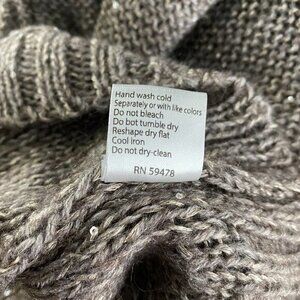 Hand wash cold
Separately or with like colors
Do not bleach
Do bot tumble dry
Reshape dry flat
Cool iron
Do not dry-clean
RN 59478